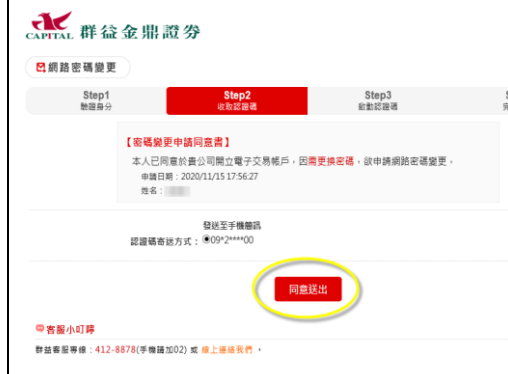 CAPITAL 群益金鼎證券
網路密碼變更
Step1
驗證身分
Step2
收取認證碼
Step3
啟動認證碼
【密碼變更申請同意書】
本人已同意於貴公司開立電子交易帳戶，因需更換密碼，欲申請網路密碼變更。
申請日期：2020/11/15 17:56:27
姓名：
發送至手機簡訊
認證碼寄送方式：09*2****00
同意送出
客服小叮嚀
群益客服專線：412-8878(手機請加02) 或 線上連絡我們。